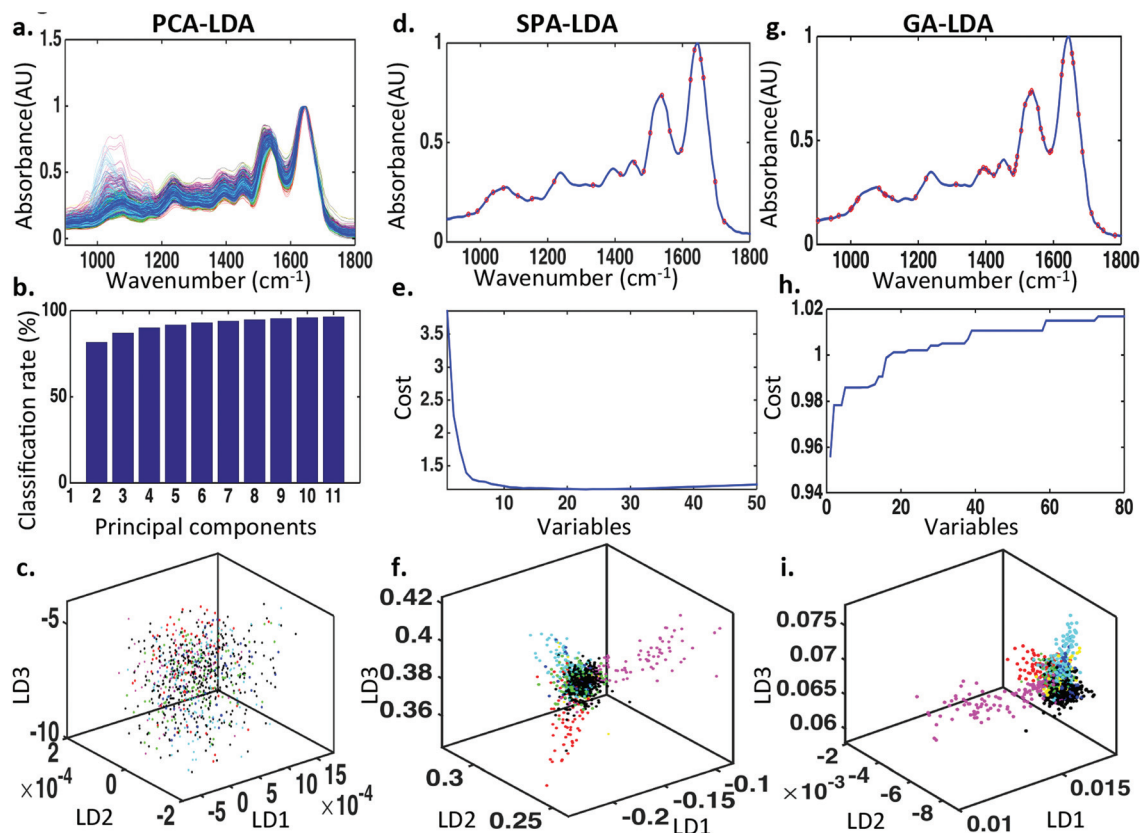 a. PCA-LDA
Absorbance(AU)
1.5
1
0.5
0
1000 1200 1400 1600 1800
Wavenumber (cm⁻¹)
d. SPA-LDA
Absorbance(AU)
1
0.5
0
1000 1200 1400 1600 1800
Wavenumber (cm⁻¹)
g. GA-LDA
Absorbance(AU)
1
0.5
0
1000 1200 1400 1600 1800
Wavenumber (cm⁻¹)
b.
Classification rate (%)
100
50
0
1 2 3 4 5 6 7 8 9 10 11
Principal components
e.
Cost
3.5
3
2.5
2
1.5
0 10 20 30 40 50
Variables
h.
Cost
1.02
1
0.98
0.96
0.94
0 20 40 60 80
Variables
c.
LD3
-5
-10
2
0
-2
×10⁻⁴
LD2
-5 0 5 10 15
×10⁻⁴
LD1
f.
LD3
0.42
0.4
0.38
0.36
0.3
0.25
LD2
-0.2
-0.15
-0.1
LD1
i.
LD3
0.075
0.07
0.065
0.06
-2
-4
-6
-8
×10⁻³
LD2
0.01
0.015
LD1